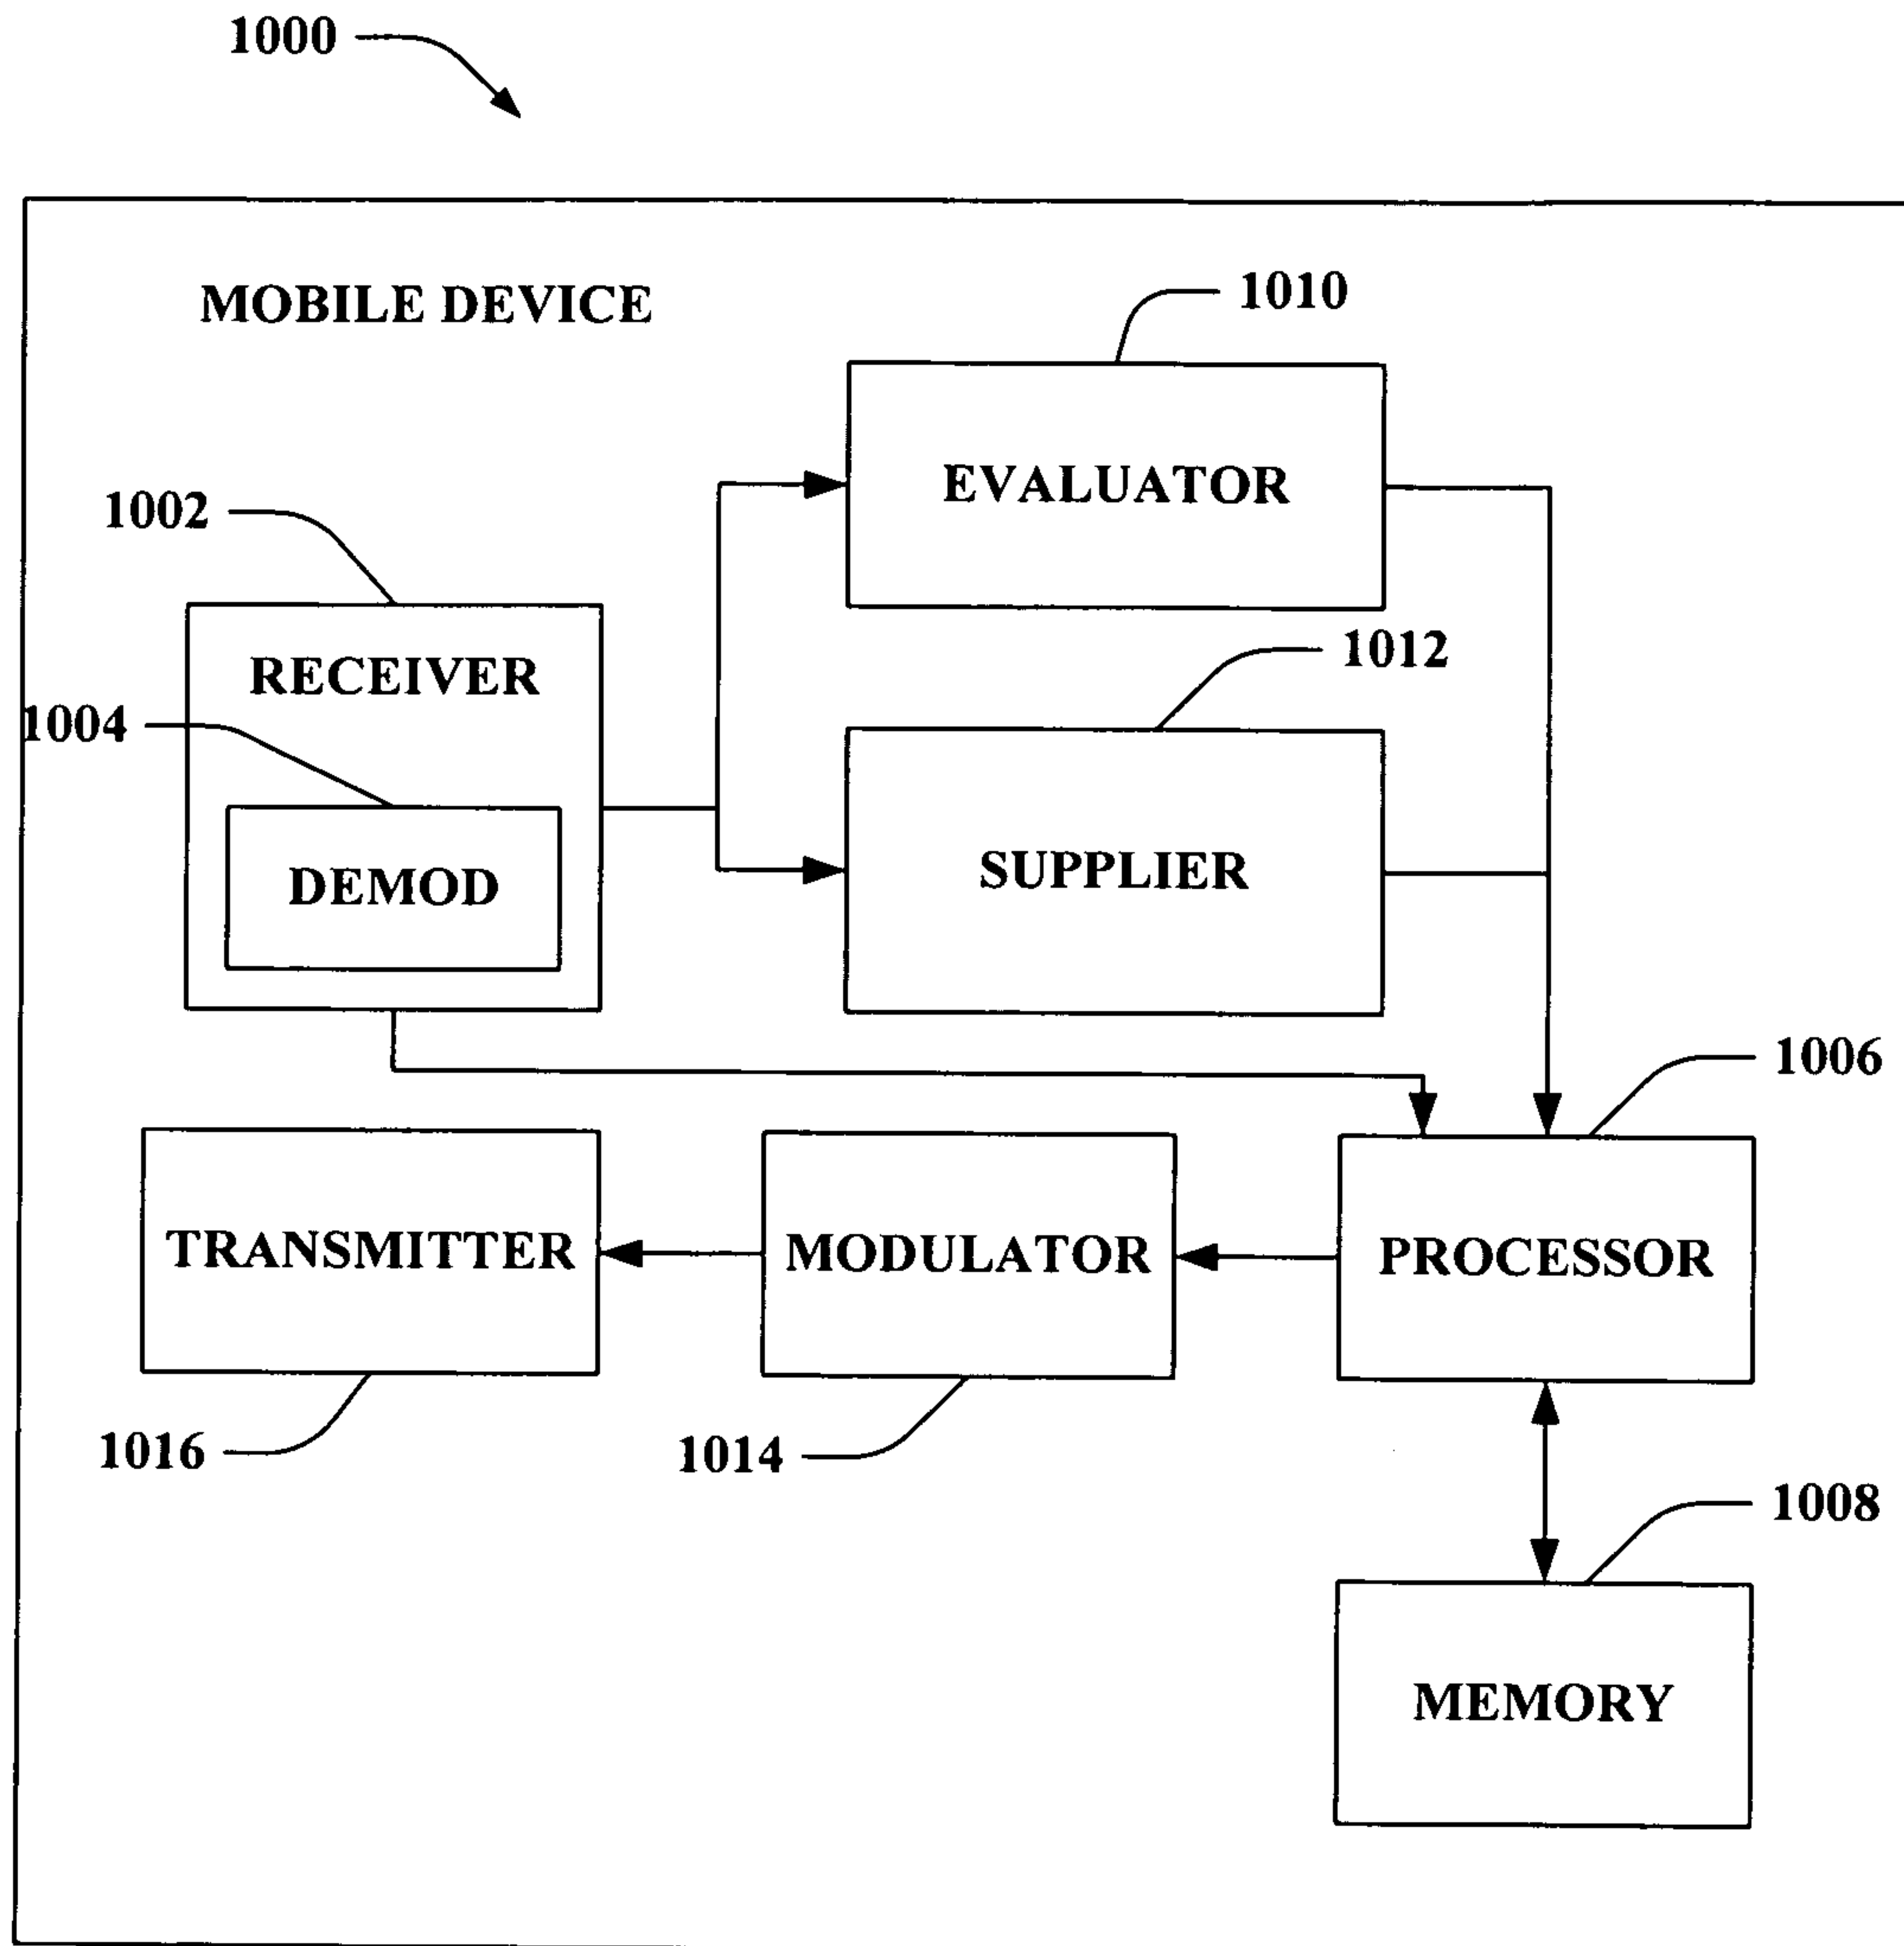 1000
MOBILE DEVICE
1010
EVALUATOR
1002
RECEIVER
1012
1004
SUPPLIER
DEMOD
1006
TRANSMITTER
MODULATOR
PROCESSOR
1016
1014
1008
MEMORY